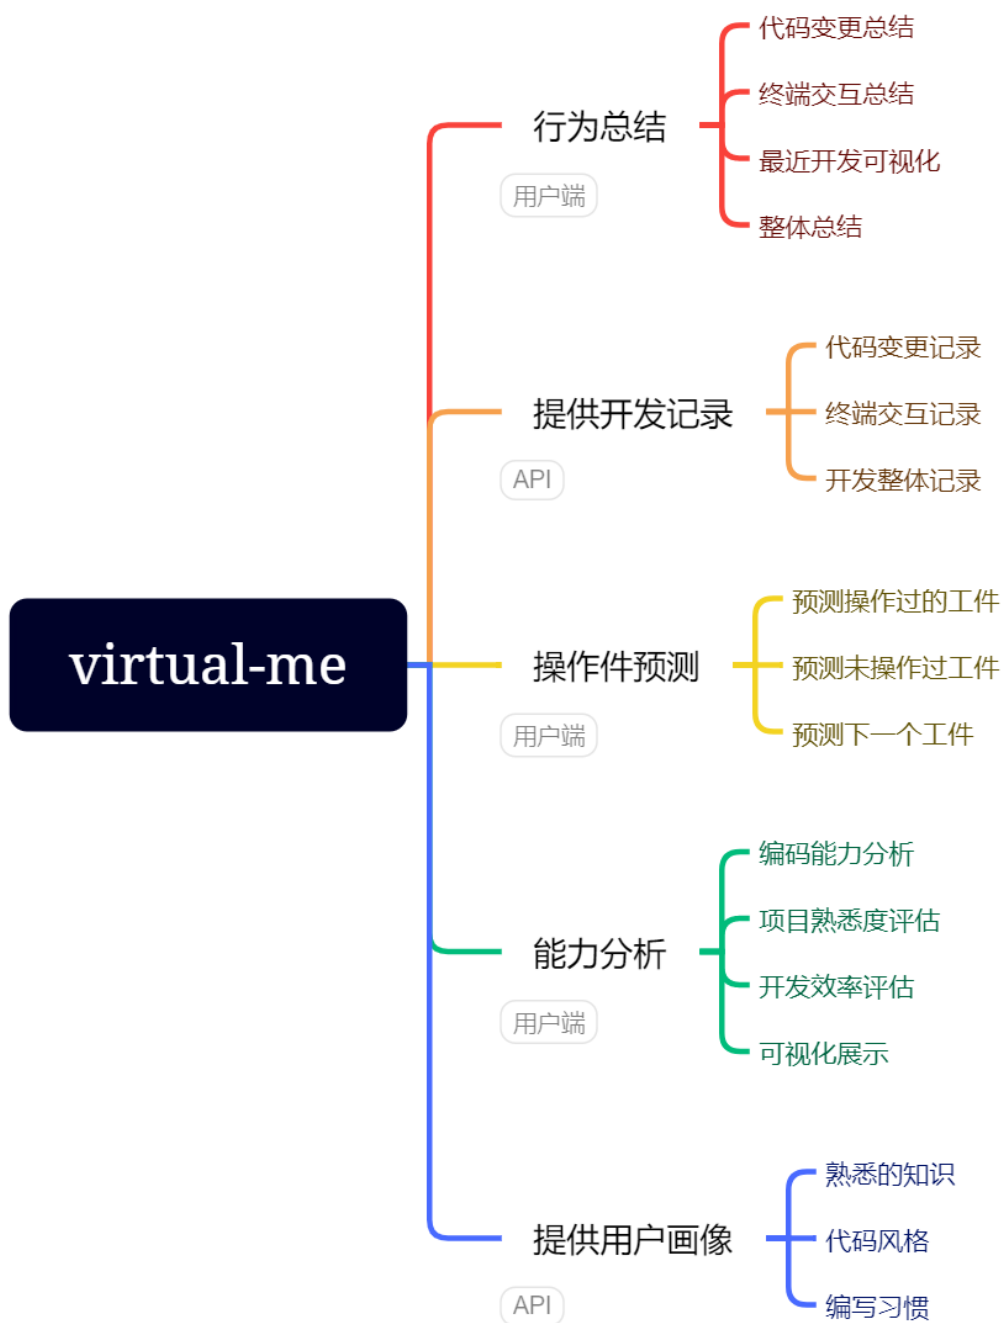 virtual-me
行为总结
用户端
代码变更总结
终端交互总结
最近开发可视化
整体总结
提供开发记录
API
代码变更记录
终端交互记录
开发整体记录
操作件预测
用户端
预测操作过的工件
预测未操作过工件
预测下一个工件
能力分析
用户端
编码能力分析
项目熟悉度评估
开发效率评估
可视化展示
提供用户画像
API
熟悉的知识
代码风格
编写习惯